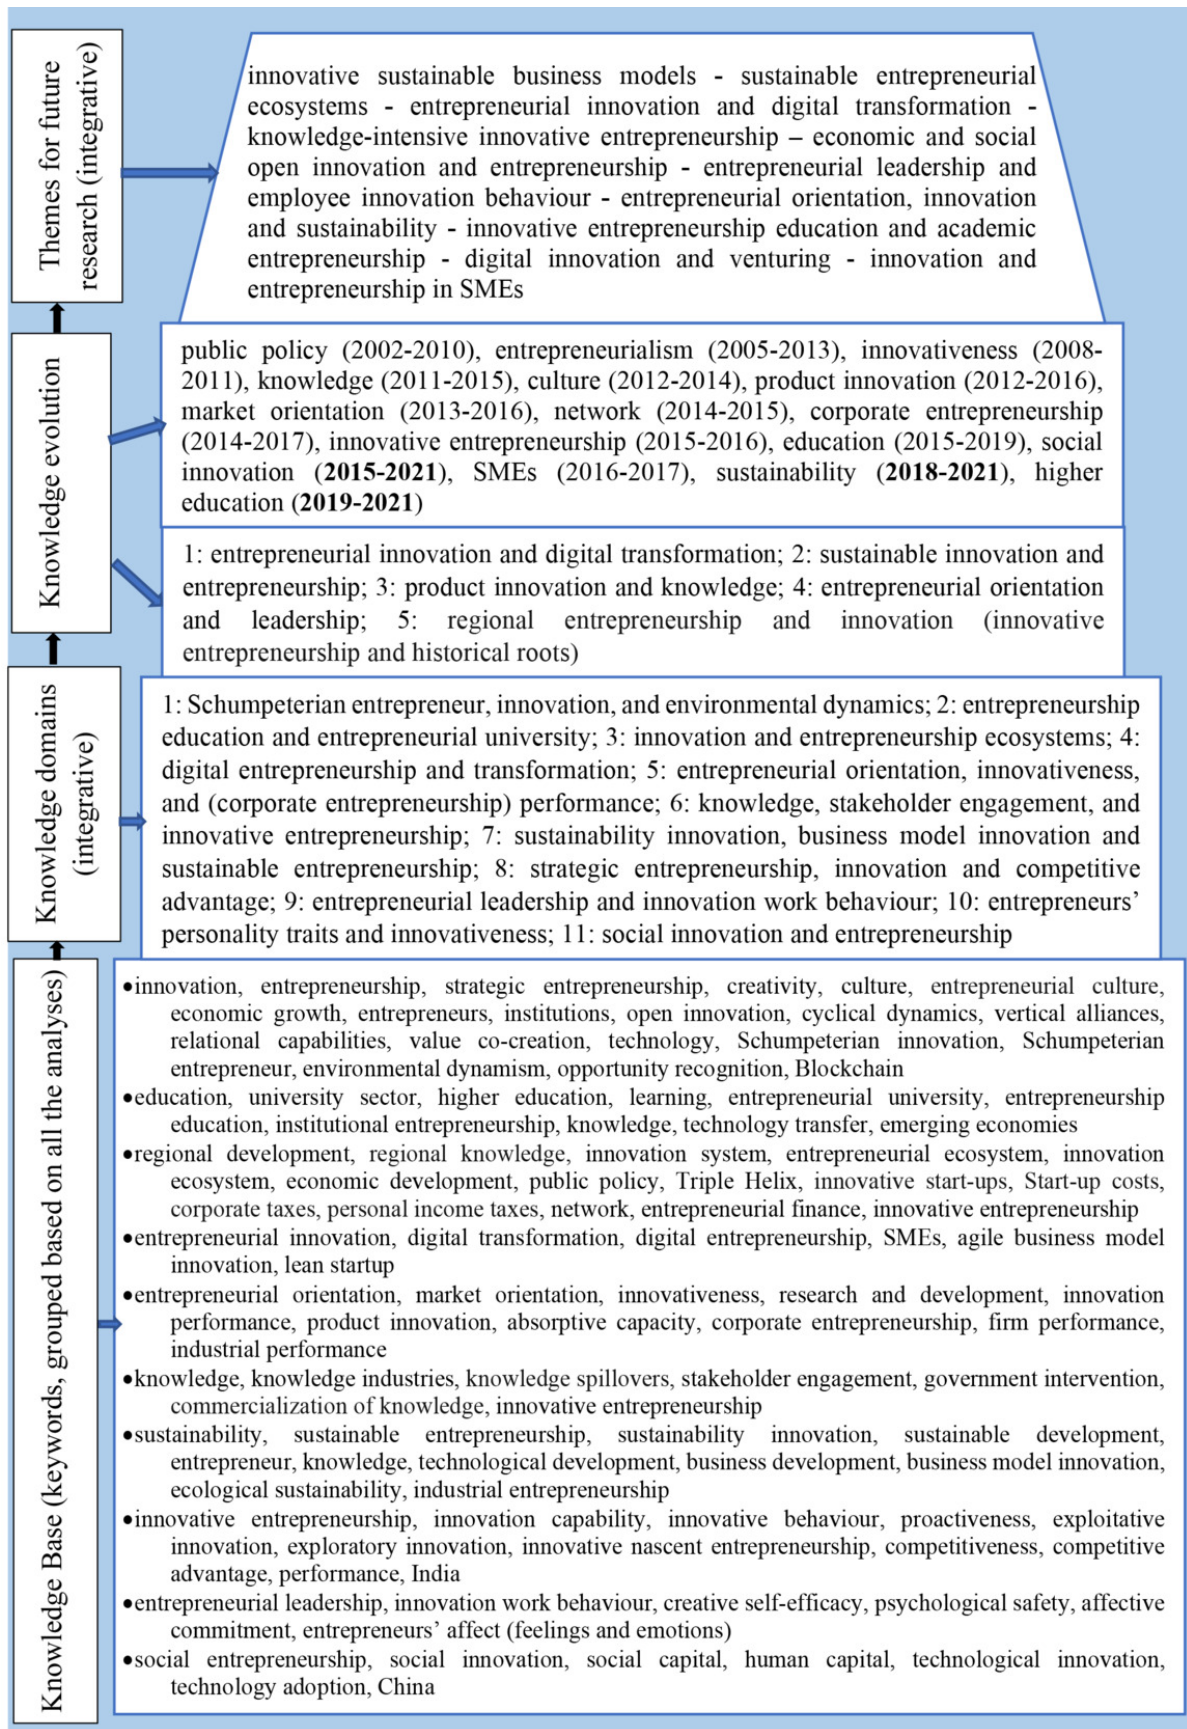 Themes for future
research (integrative)
innovative sustainable business models - sustainable entrepreneurial
ecosystems - entrepreneurial innovation and digital transformation -
knowledge-intensive innovative entrepreneurship – economic and social
open innovation and entrepreneurship - entrepreneurial leadership and
employee innovation behaviour - entrepreneurial orientation, innovation
and sustainability - innovative entrepreneurship education and academic
entrepreneurship - digital innovation and venturing - innovation and
entrepreneurship in SMEs
Knowledge evolution
public policy (2002-2010), entrepreneurialism (2005-2013), innovativeness (2008-
2011), knowledge (2011-2015), culture (2012-2014), product innovation (2012-2016),
market orientation (2013-2016), network (2014-2015), corporate entrepreneurship
(2014-2017), innovative entrepreneurship (2015-2016), education (2015-2019), social
innovation (2015-2021), SMEs (2016-2017), sustainability (2018-2021), higher
education (2019-2021)
1: entrepreneurial innovation and digital transformation; 2: sustainable innovation and
entrepreneurship; 3: product innovation and knowledge; 4: entrepreneurial orientation
and leadership; 5: regional entrepreneurship and innovation (innovative
entrepreneurship and historical roots)
Knowledge domains
(integrative)
1: Schumpeterian entrepreneur, innovation, and environmental dynamics; 2: entrepreneurship
education and entrepreneurial university; 3: innovation and entrepreneurship ecosystems; 4:
digital entrepreneurship and transformation; 5: entrepreneurial orientation, innovativeness,
and (corporate entrepreneurship) performance; 6: knowledge, stakeholder engagement, and
innovative entrepreneurship; 7: sustainability innovation, business model innovation and
sustainable entrepreneurship; 8: strategic entrepreneurship, innovation and competitive
advantage; 9: entrepreneurial leadership and innovation work behaviour; 10: entrepreneurs’
personality traits and innovativeness; 11: social innovation and entrepreneurship
Knowledge Base (keywords, grouped based on all the analyses)
•innovation, entrepreneurship, strategic entrepreneurship, creativity, culture, entrepreneurial culture,
economic growth, entrepreneurs, institutions, open innovation, cyclical dynamics, vertical alliances,
relational capabilities, value co-creation, technology, Schumpeterian innovation, Schumpeterian
entrepreneur, environmental dynamism, opportunity recognition, Blockchain
•education, university sector, higher education, learning, entrepreneurial university, entrepreneurship
education, institutional entrepreneurship, knowledge, technology transfer, emerging economies
•regional development, regional knowledge, innovation system, entrepreneurial ecosystem, innovation
ecosystem, economic development, public policy, Triple Helix, innovative start-ups, Start-up costs,
corporate taxes, personal income taxes, network, entrepreneurial finance, innovative entrepreneurship
•entrepreneurial innovation, digital transformation, digital entrepreneurship, SMEs, agile business model
innovation, lean startup
•entrepreneurial orientation, market orientation, innovativeness, research and development, innovation
performance, product innovation, absorptive capacity, corporate entrepreneurship, firm performance,
industrial performance
•knowledge, knowledge industries, knowledge spillovers, stakeholder engagement, government intervention,
commercialization of knowledge, innovative entrepreneurship
•sustainability, sustainable entrepreneurship, sustainability innovation, sustainable development,
entrepreneur, knowledge, technological development, business development, business model innovation,
ecological sustainability, industrial entrepreneurship
•innovative entrepreneurship, innovation capability, innovative behaviour, proactiveness, exploitative
innovation, exploratory innovation, innovative nascent entrepreneurship, competitiveness, competitive
advantage, performance, India
•entrepreneurial leadership, innovation work behaviour, creative self-efficacy, psychological safety, affective
commitment, entrepreneurs’ affect (feelings and emotions)
•social entrepreneurship, social innovation, social capital, human capital, technological innovation,
technology adoption, China